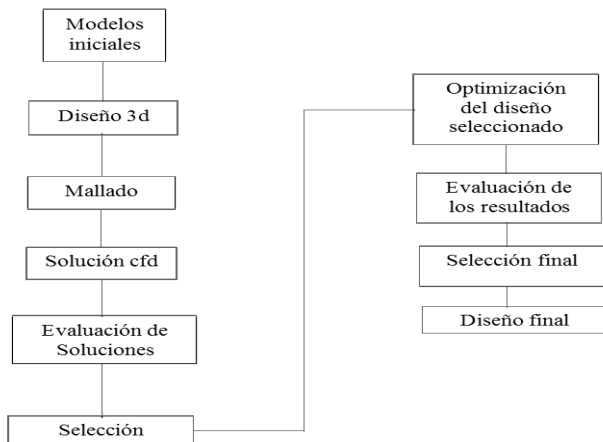 Modelos
iniciales
Diseño 3d
Mallado
Solución cfd
Evaluación de
Soluciones
Selección
Optimización
del diseño
seleccionado
Evaluación de
los resultados
Selección final
Diseño final